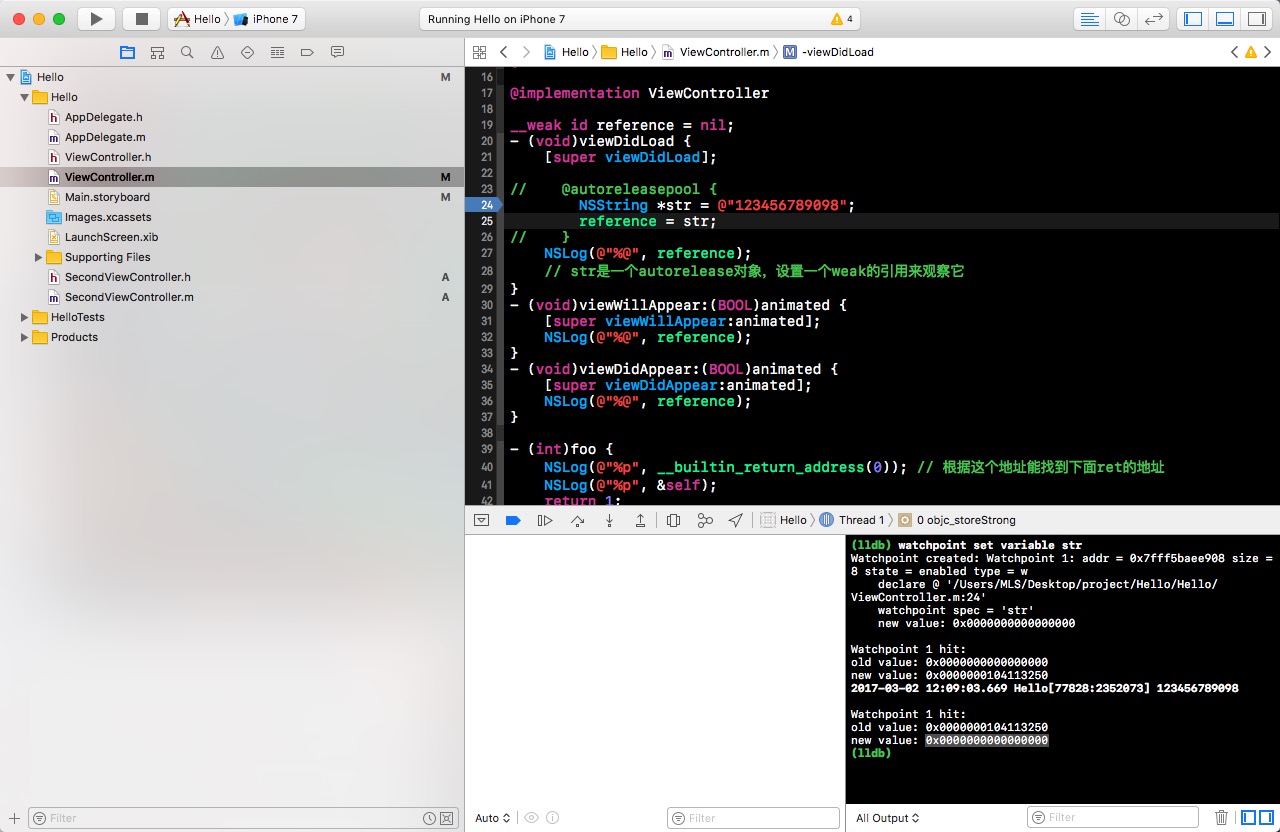 Hello iPhone 7
Running Hello on iPhone 7
4
Hello M
Hello
AppDelegate.h
AppDelegate.m
ViewController.h
ViewController.m M
Main.storyboard M
Images.xcassets
LaunchScreen.xib
Supporting Files
SecondViewController.h A
SecondViewController.m A
HelloTests
Products
Filter
Hello Hello ViewController.m M -viewDidLoad
16
17 @implementation ViewController
18
19 __weak id reference = nil;
20 - (void)viewDidLoad {
21 [super viewDidLoad];
22
23 // @autoreleasepool {
24 NSString *str = @"123456789098";
25 reference = str;
26 // }
27 NSLog(@"%@", reference);
28 // str是一个autorelease对象，设置一个weak的引用来观察它
29 }
30 - (void)viewWillAppear:(BOOL)animated {
31 [super viewWillAppear:animated];
32 NSLog(@"%@", reference);
33 }
34 - (void)viewDidAppear:(BOOL)animated {
35 [super viewDidAppear:animated];
36 NSLog(@"%@", reference);
37 }
38
39 - (int)foo {
40 NSLog(@"%p", __builtin_return_address(0)); // 根据这个地址能找到下面ret的地址
41 NSLog(@"%p", &self);
42 return 1;
Hello Thread 1 0 objc_storeStrong
(lldb) watchpoint set variable str
Watchpoint created: Watchpoint 1: addr = 0x7fff5baee908 size =
8 state = enabled type = w
declare @ '/Users/MLS/Desktop/project/Hello/Hello/
ViewController.m:24'
watchpoint spec = 'str'
new value: 0x0000000000000000
Watchpoint 1 hit:
old value: 0x0000000000000000
new value: 0x0000000104113250
2017-03-02 12:09:03.669 Hello[77828:2352073] 123456789098
Watchpoint 1 hit:
old value: 0x0000000104113250
new value: 0x0000000000000000
(lldb)
Auto
Filter
All Output
Filter